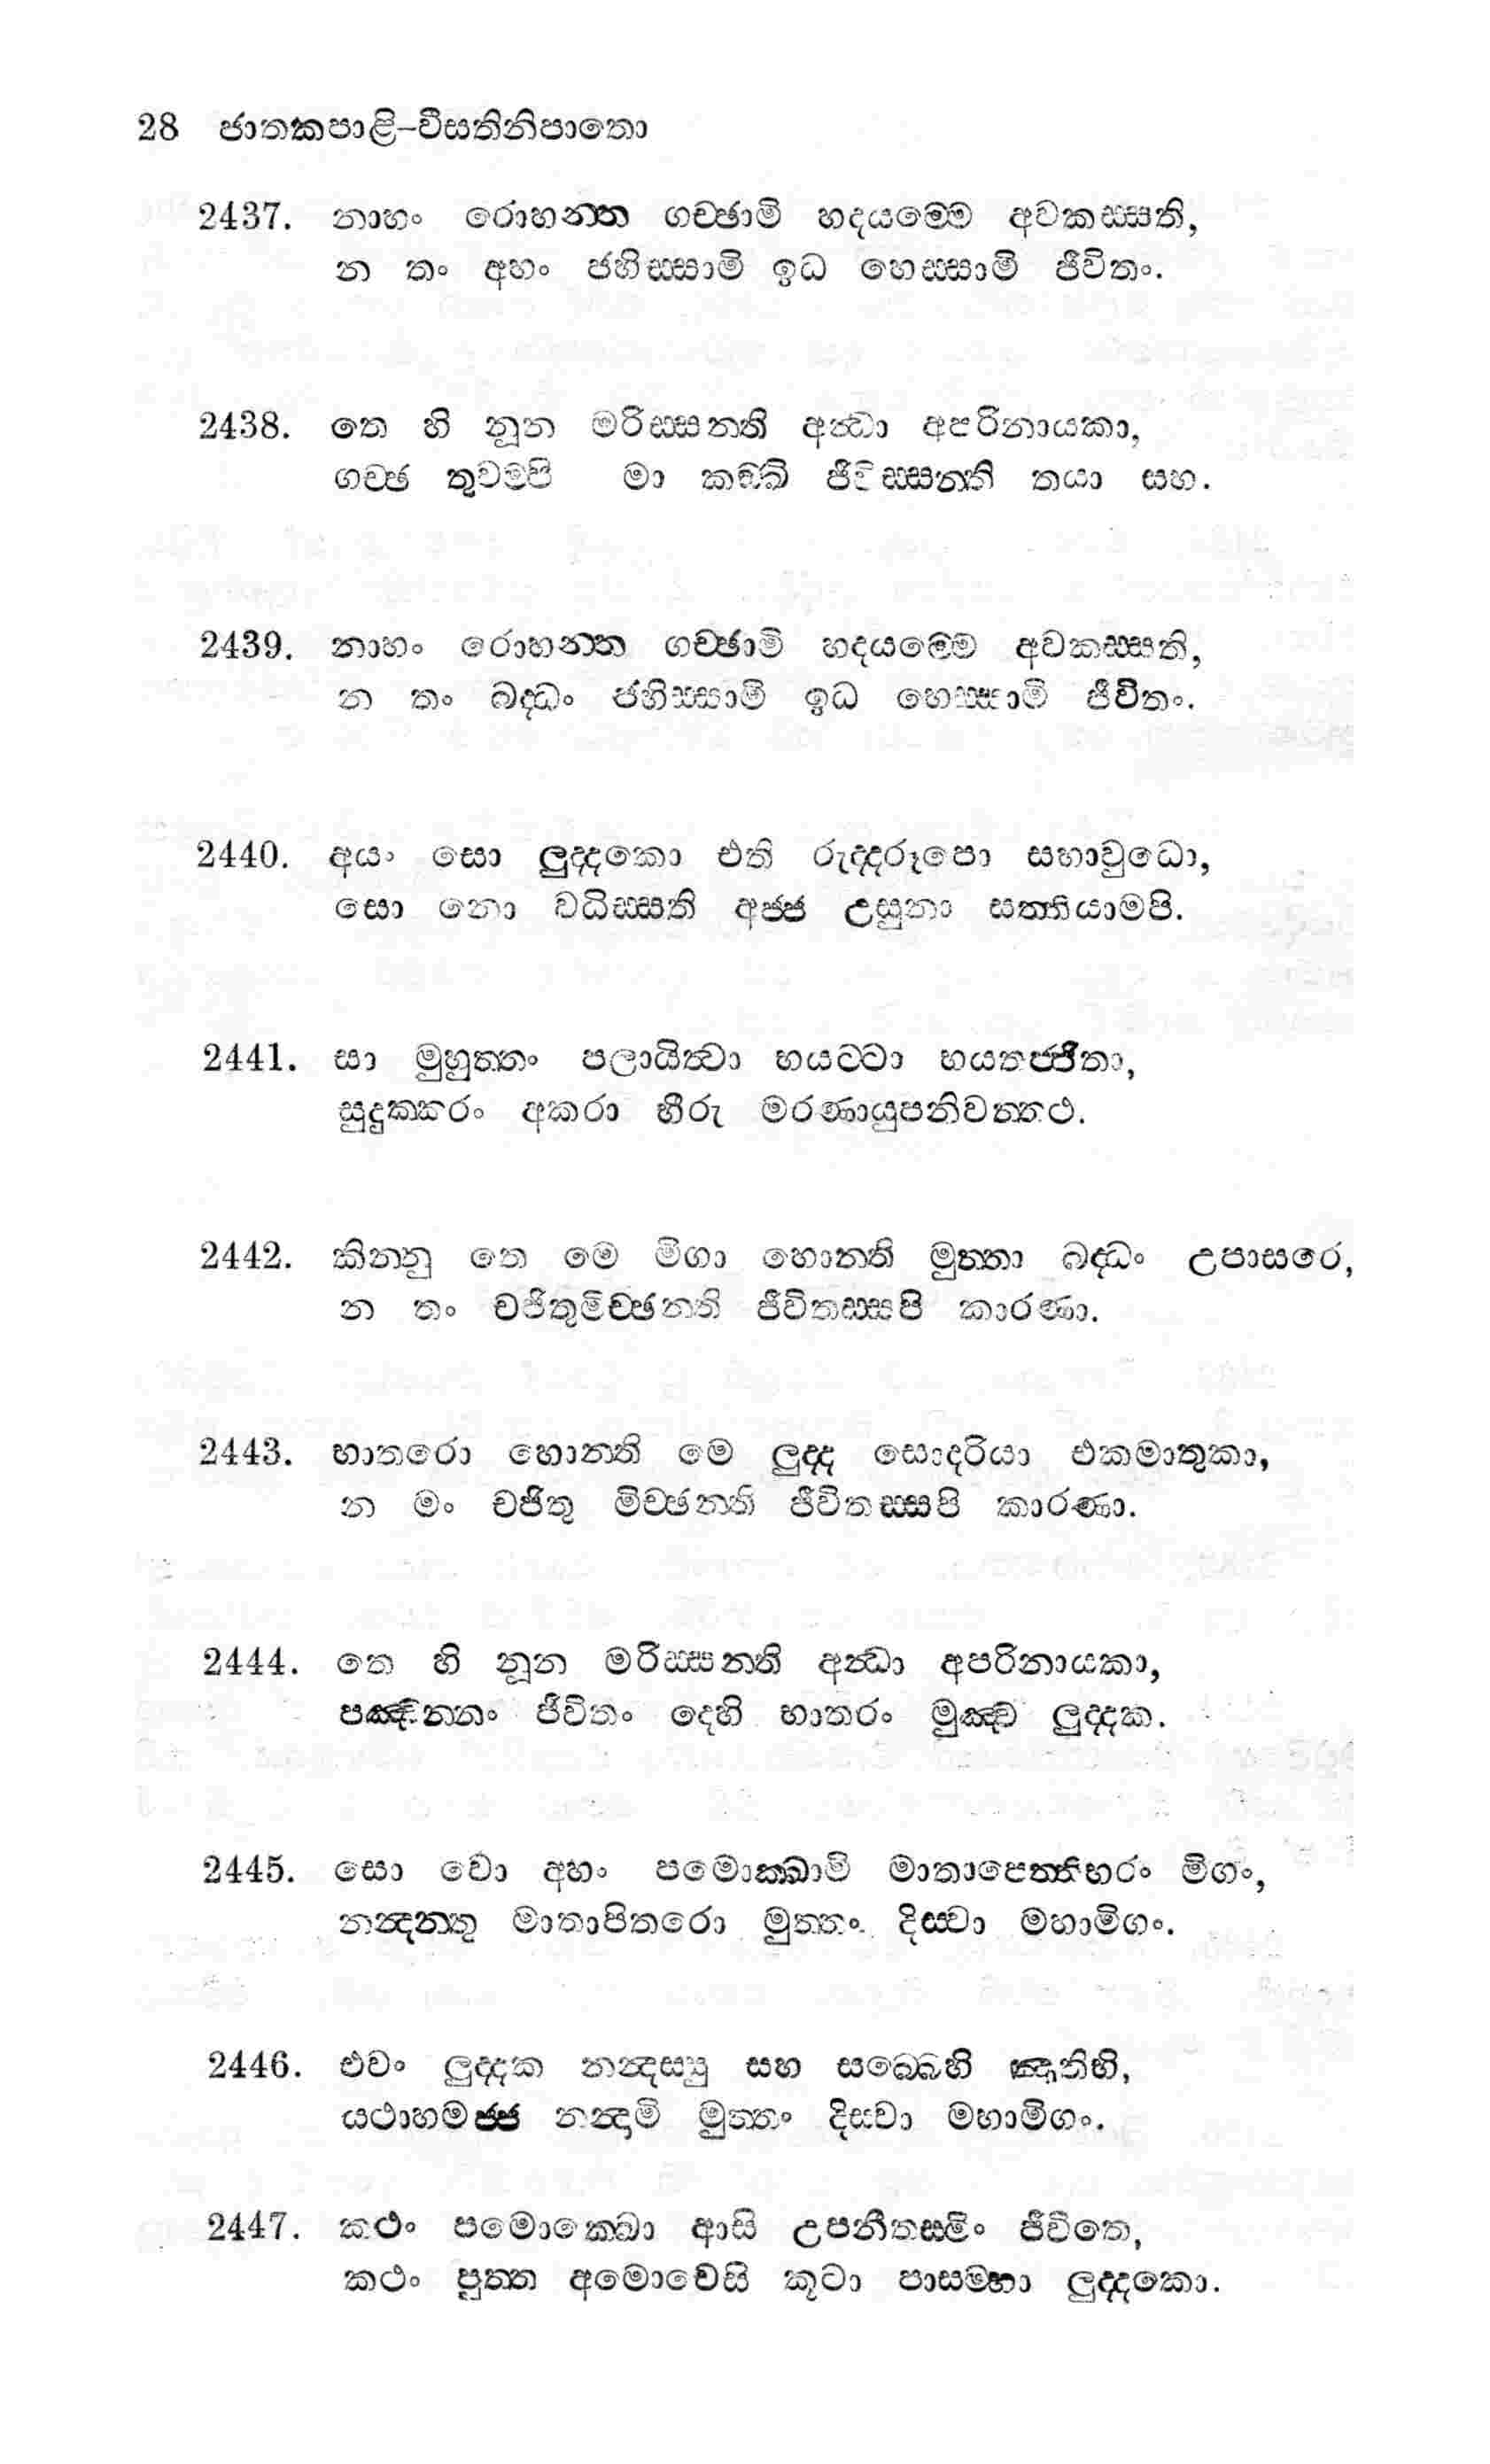 28 ජාතකපාළි–වීසතිනිපාතො
2437. නාහං රොහන්ත ගච්ඡාමි හදයම්මෙ අවකස්සති,
න තං අහං ජහිස්සාමි ඉධ හෙස්සාමි ජීවිතං.
2438. තෙ හි නූන මරිස්සන්ති අන්ධා අපරිනායකා,
ගච්ඡ තුවම්පි මා කඞ්ඛි ජීවිස්සන්ති තයා සහ.
2439. නාහං රොහන්ත ගච්ඡාමි හදයම්මෙ අවකස්සති,
න තං බද්ධං ජහිස්සාමි ඉධ හෙස්සාමි ජීවිතං.
2440. අයං සො ලුද්දකො එති රුද්දරූපො සහාවුධො,
සො නො වධිස්සති අජ්ජ උසුනා සත්තියාමපි.
2441. සා මුහුත්තං පලායිත්වා භයට්ටා භයතජ්ජිතා,
සුදුක්කරං අකරා භීරු මරණායුපනිවත්තථ.
2442. කින්නු තෙ මෙ මිගා හොන්ති මුත්තා බද්ධං උපාසරෙ,
න තං චජිතුමිච්ඡන්ති ජීවිතස්සපි කාරණා.
2443. භාතරො හොන්ති මෙ ලුද්ද සොදරියා එකමාතුකා,
න මං චජිතු මිච්ඡන්ති ජීවිතස්සපි කාරණා.
2444. තෙ හි නූන මරිස්සන්ති අන්ධා අපරිනායකා,
පඤ්චන්නං ජීවිතං දෙහි භාතරං මුඤ්ච ලුද්දක.
2445. සො වො අහං පමොක්ඛාමි මාතාපෙත්තිභරං මිගං,
නන්දන්තු මාතාපිතරො මුත්තං දිස්වා මහාමිගං.
2446. එවං ලුද්දක නන්දස්සු සහ සබ්බෙහි ඤාතිභි,
යථාහමජ්ජ නන්දාමි මුත්තං දිස්වා මහාමිගං.
2447. කථං පමොක්ඛො ආසි උපනීතස්මිං ජීවිතෙ,
කථං පුත්ත අමොචෙසි කූටා පාසම්හා ලුද්දකො.